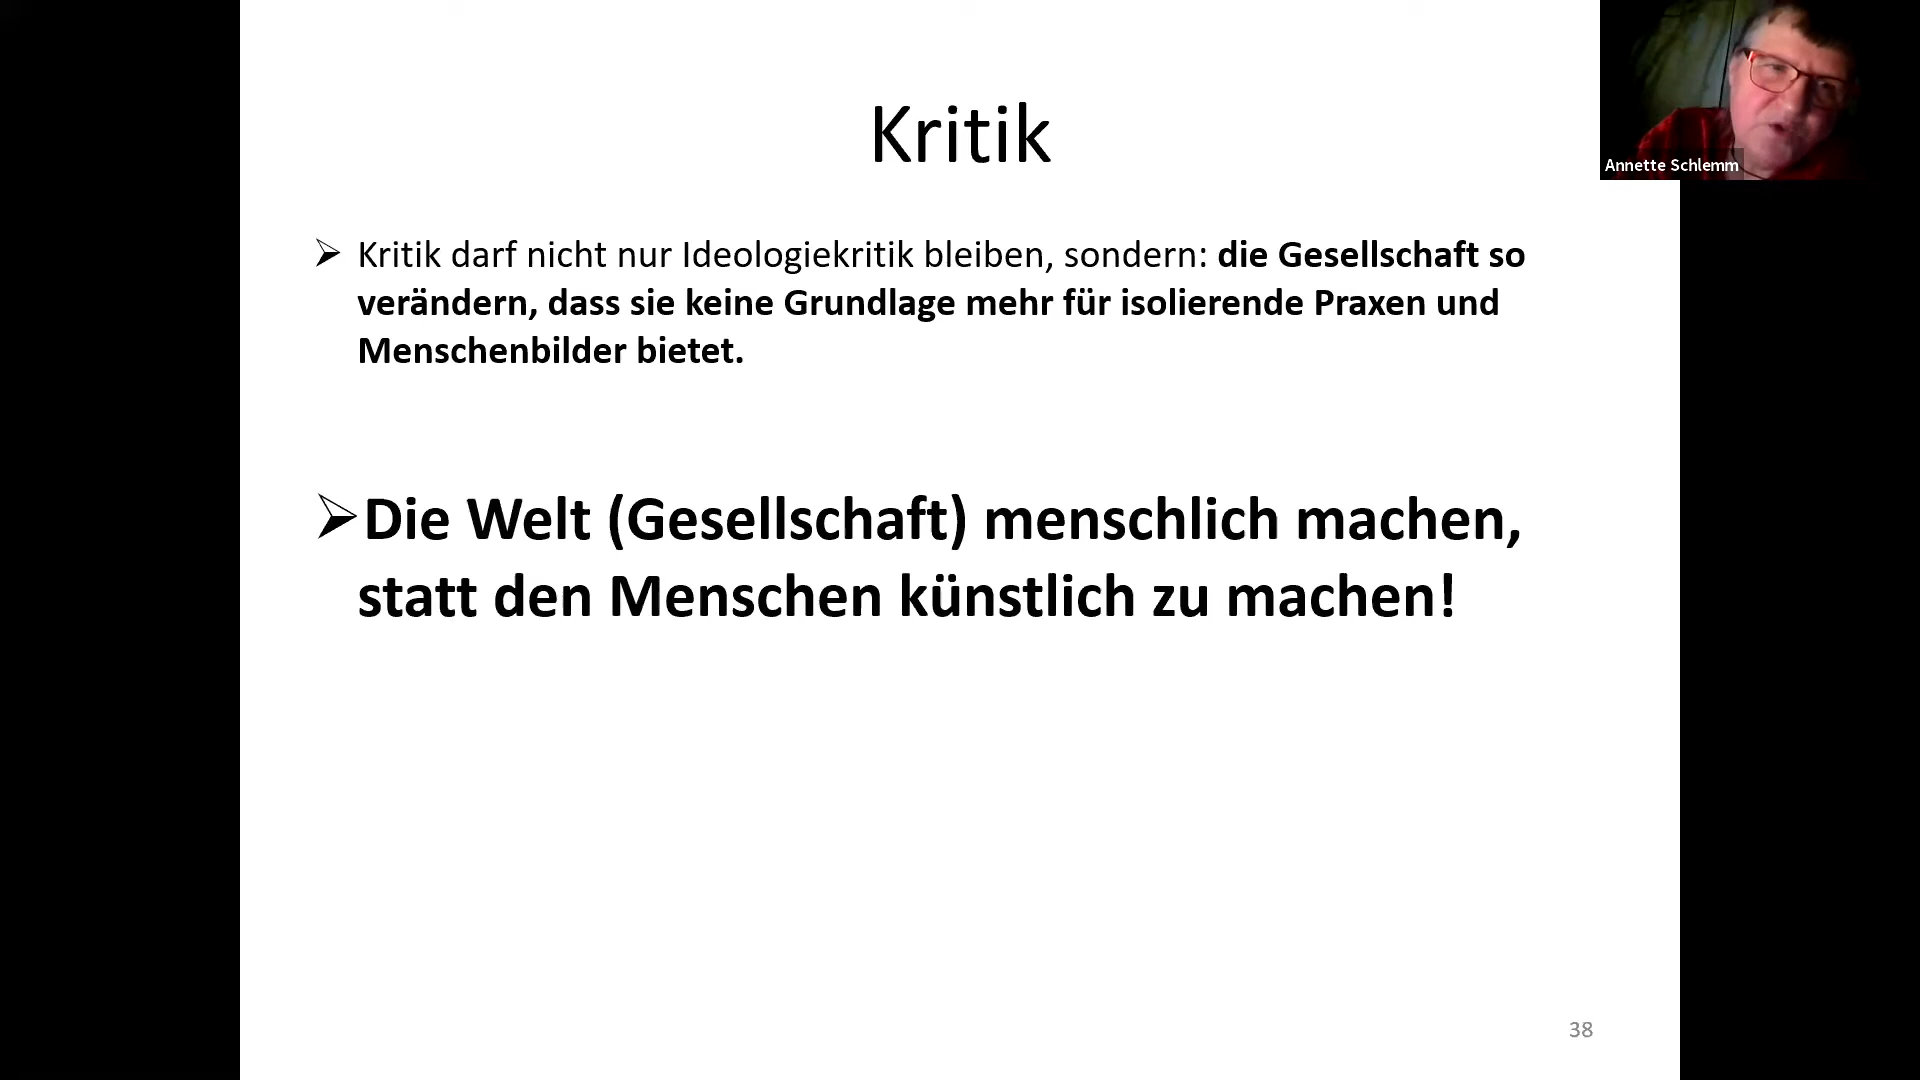 Kritik
Annette Schlemm
➢ Kritik darf nicht nur Ideologiekritik bleiben, sondern: die Gesellschaft so
verändern, dass sie keine Grundlage mehr für isolierende Praxen und
Menschenbilder bietet.
➢Die Welt (Gesellschaft) menschlich machen,
statt den Menschen künstlich zu machen!
38